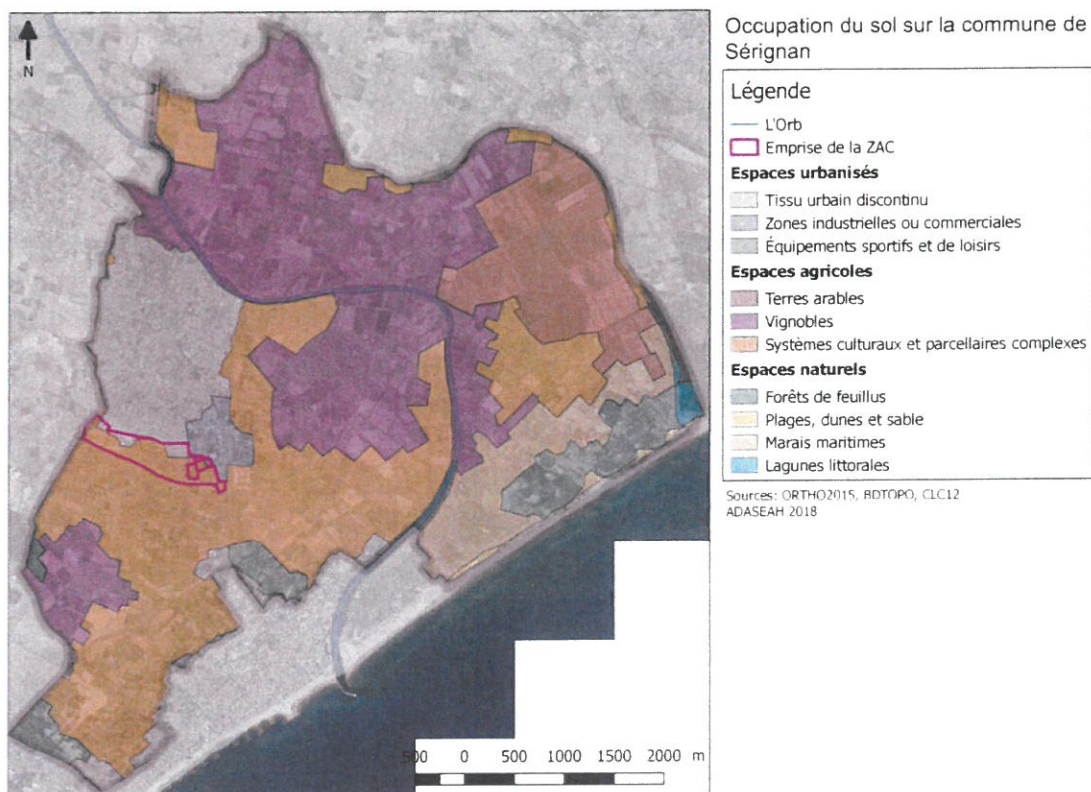 Occupation du sol sur la commune de
Sérignan
Légende
L'Orb
Emprise de la ZAC
Espaces urbanisés
Tissu urbain discontinu
Zones industrielles ou commerciales
Équipements sportifs et de loisirs
Espaces agricoles
Terres arables
Vignobles
Systèmes culturaux et parcellaires complexes
Espaces naturels
Forêts de feuillus
Plages, dunes et sable
Marais maritimes
Lagunes littorales
Sources: ORTHO2015, BDTOPO, CLC12
ADASEAH 2018
N
500 0 500 1000 1500 2000 m